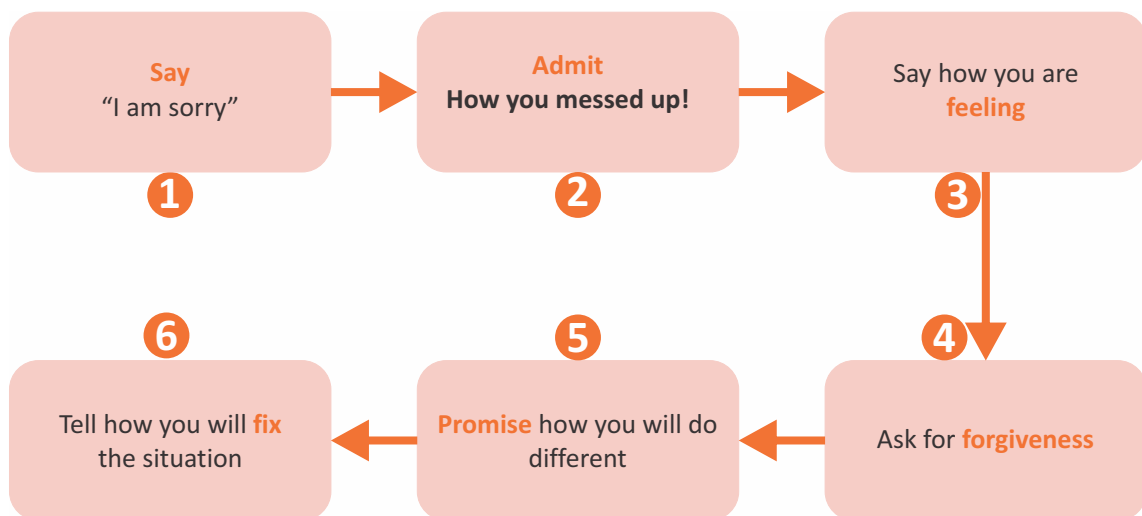 Say
“I am sorry”
1
Admit
How you messed up!
2
Say how you are
feeling
3
4
Ask for forgiveness
5
Promise how you will do
different
6
Tell how you will fix
the situation